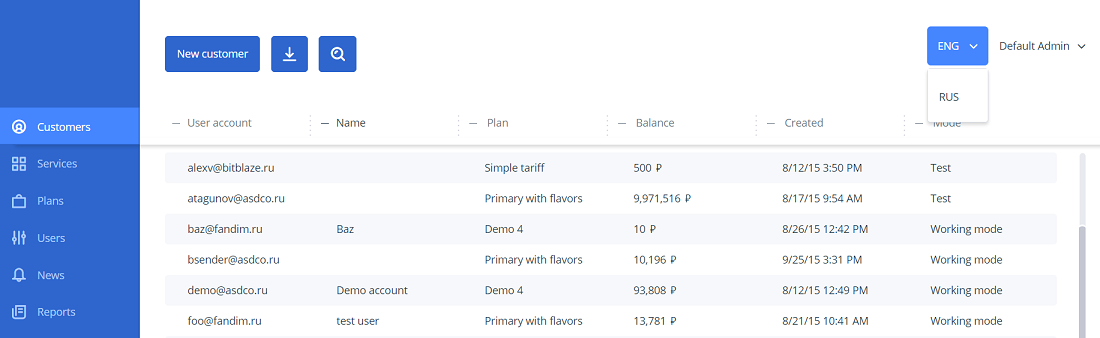 New customer
ENG
Default Admin
RUS
User account Name Plan Balance Created Mode
Customers
Services
Plans
Users
News
Reports
alexv@bitblaze.ru Simple tariff 500 ₽ 8/12/15 3:50 PM Test
atagunov@asdco.ru Primary with flavors 9,971,516 ₽ 8/17/15 9:54 AM Test
baz@fandim.ru Baz Demo 4 10 ₽ 8/26/15 12:42 PM Working mode
bsender@asdco.ru Primary with flavors 10,196 ₽ 9/25/15 3:31 PM Working mode
demo@asdco.ru Demo account Demo 4 93,808 ₽ 8/12/15 12:49 PM Working mode
foo@fandim.ru test user Primary with flavors 13,781 ₽ 8/21/15 10:41 AM Working mode